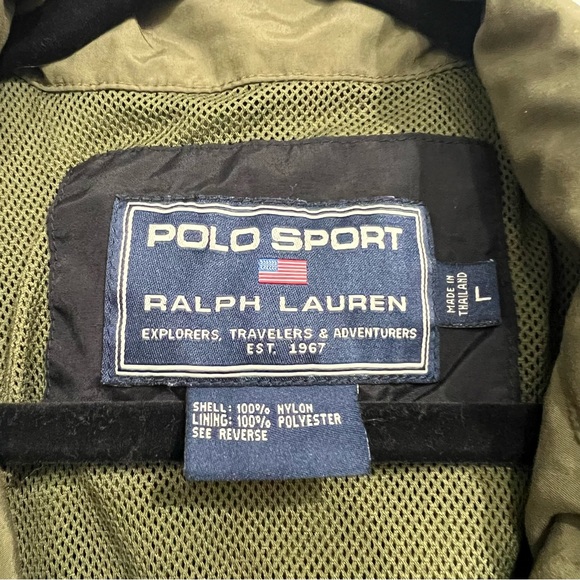 POLO SPORT
RALPH LAUREN
EXPLORERS, TRAVELERS & ADVENTURERS
EST. 1967
MADE IN
THAILAND
L
SHELL: 100% NYLON
LINING: 100% POLYESTER
SEE REVERSE